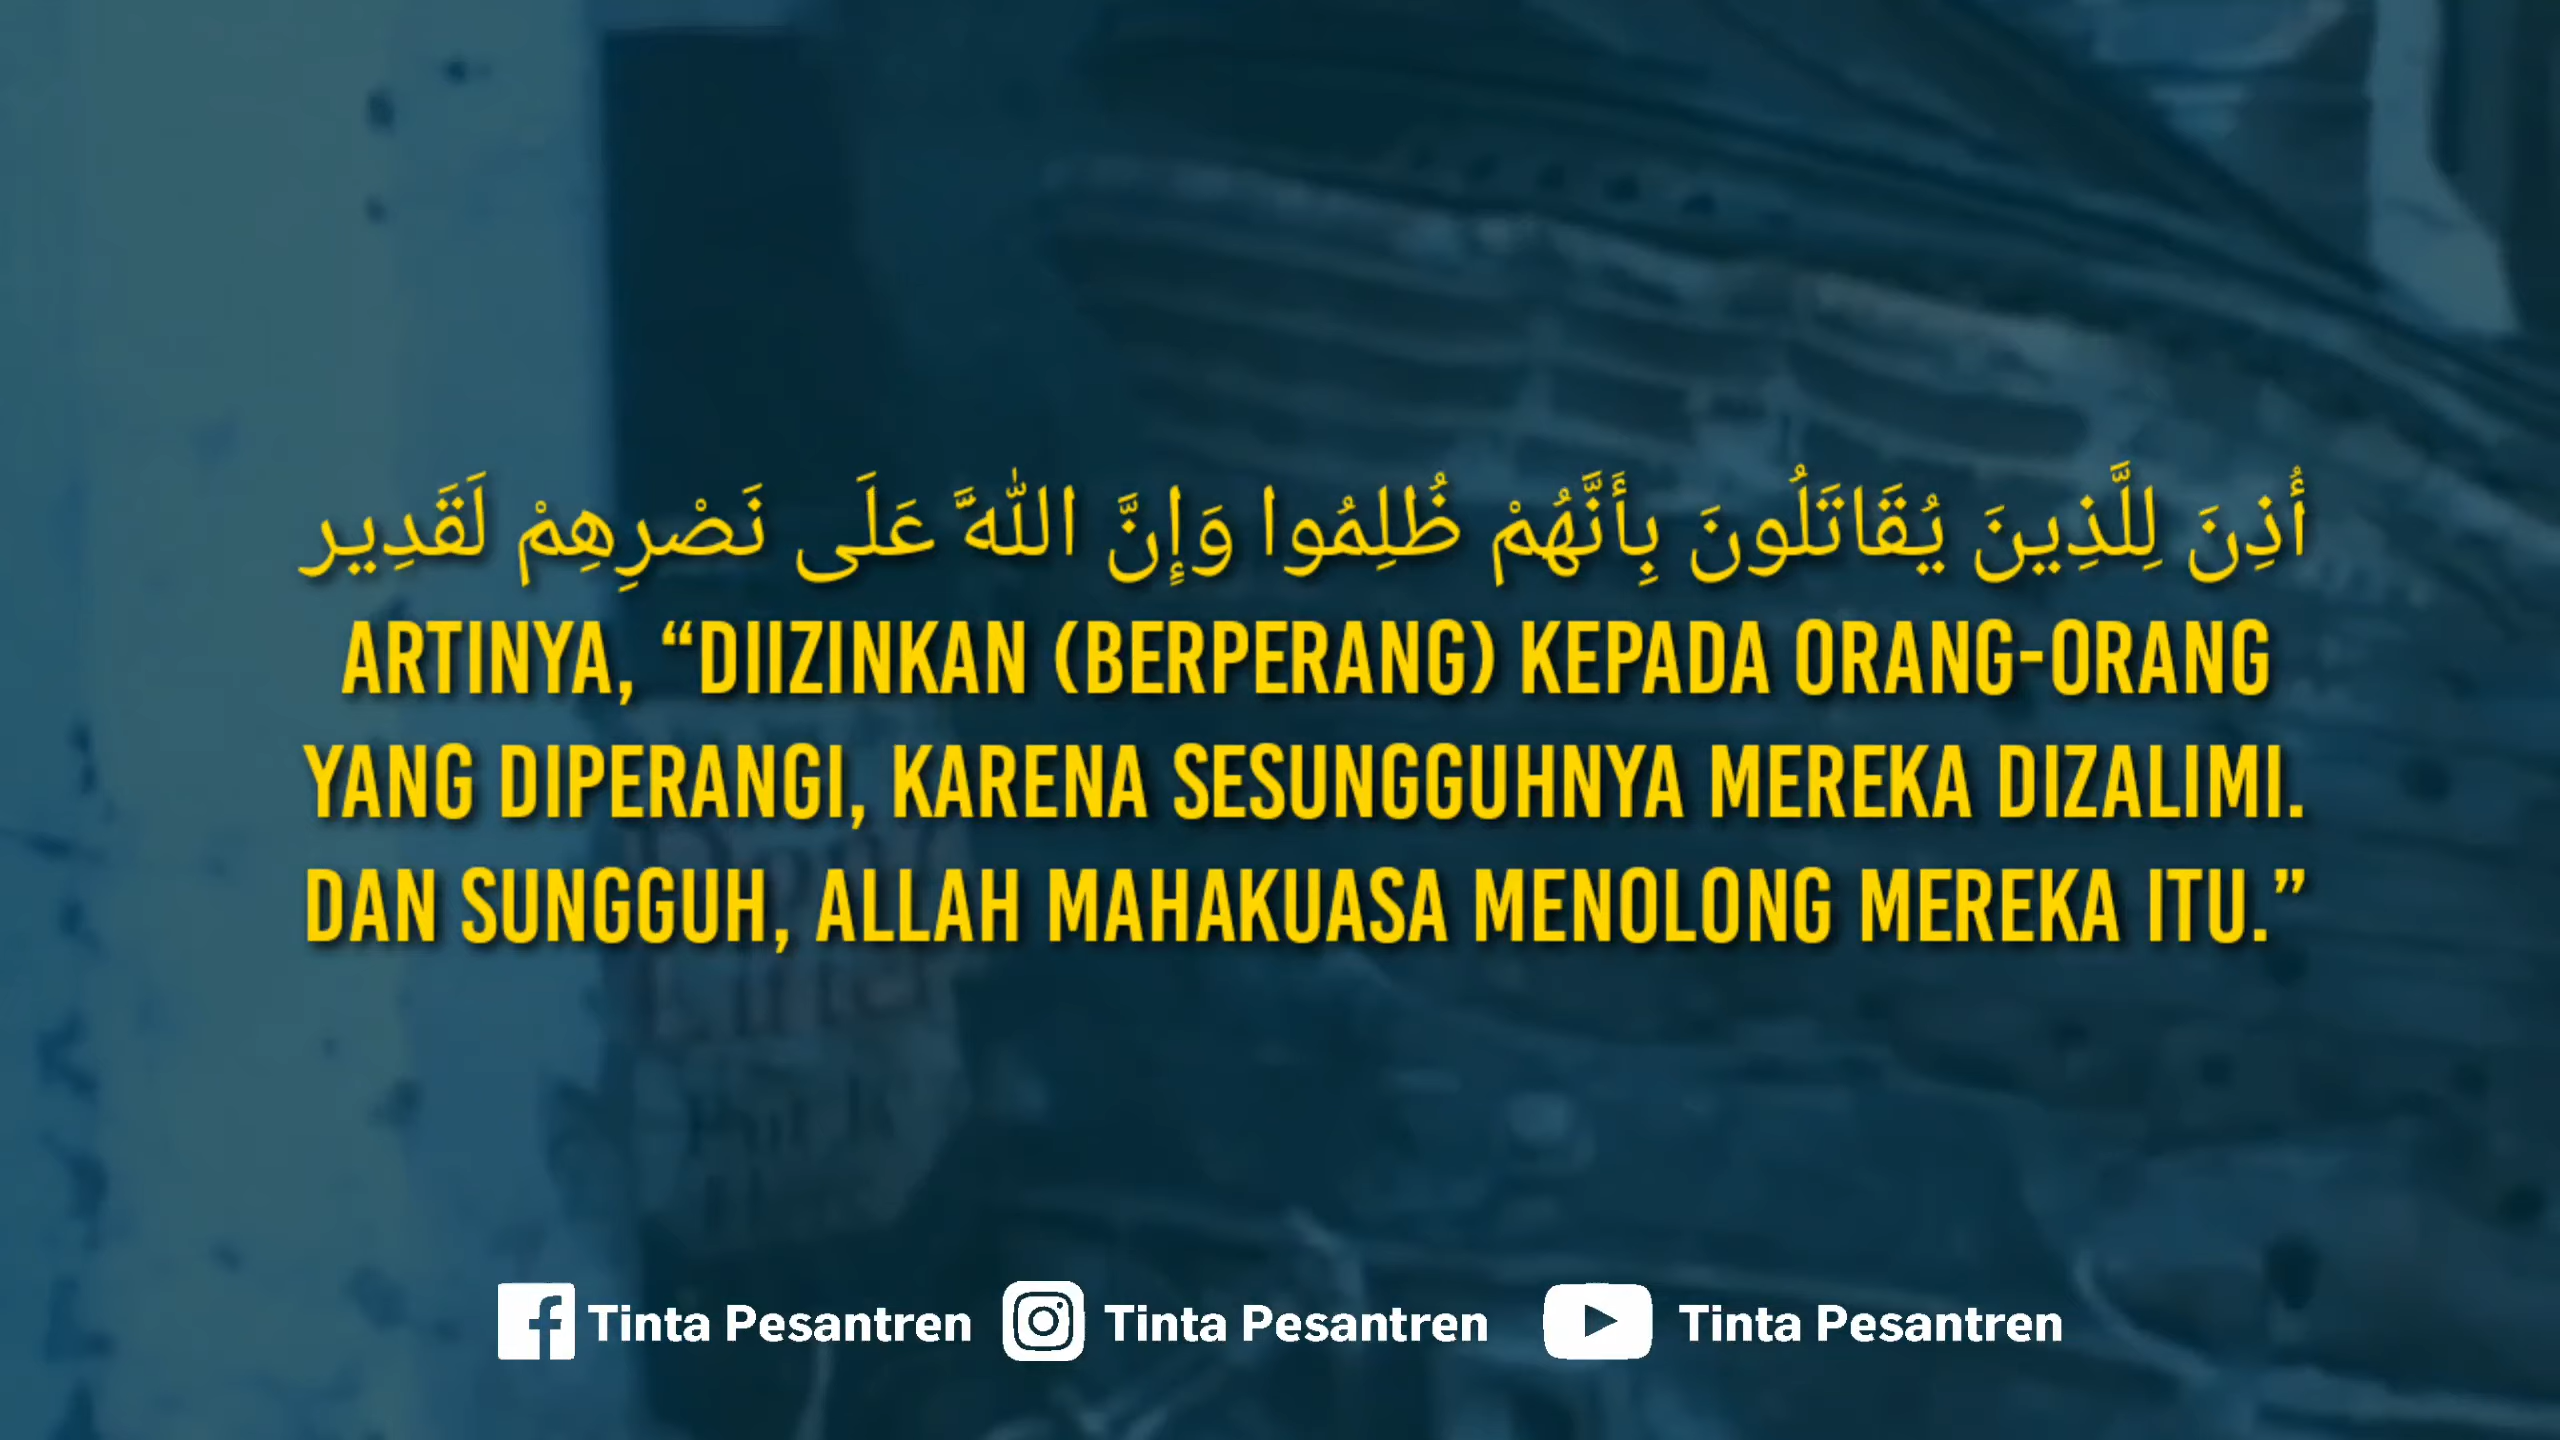 أُذِنَ لِلَّذِينَ يُقَاتَلُونَ بِأَنَّهُمْ ظُلِمُوا وَإِنَّ اللَّهَ عَلَى نَصْرِهِمْ لَقَدِير
ARTINYA, “DIIZINKAN (BERPERANG) KEPADA ORANG-ORANG
YANG DIPERANGI, KARENA SESUNGGUHNYA MEREKA DIZALIMI.
DAN SUNGGUH, ALLAH MAHAKUASA MENOLONG MEREKA ITU.”
Tinta Pesantren Tinta Pesantren Tinta Pesantren